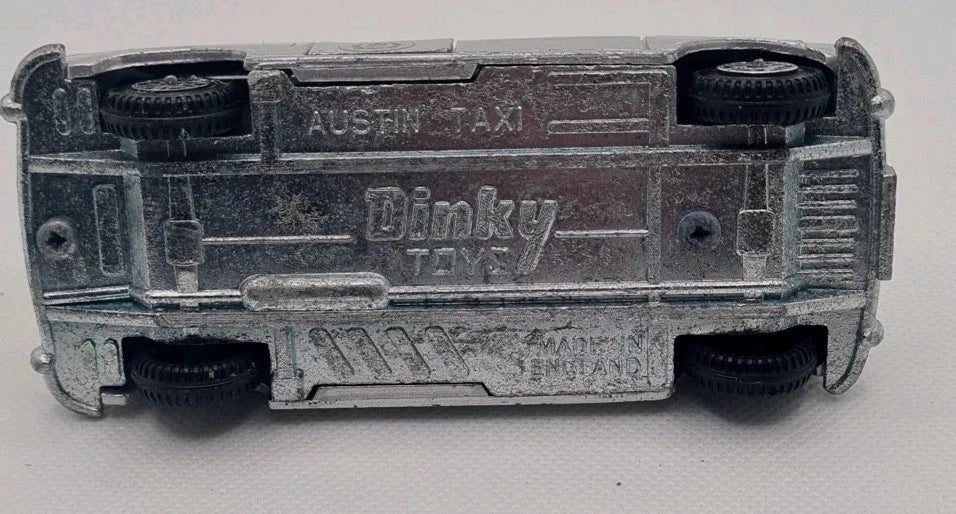 AUSTIN TAXI
Dinky
TOYS
MADE IN
ENGLAND